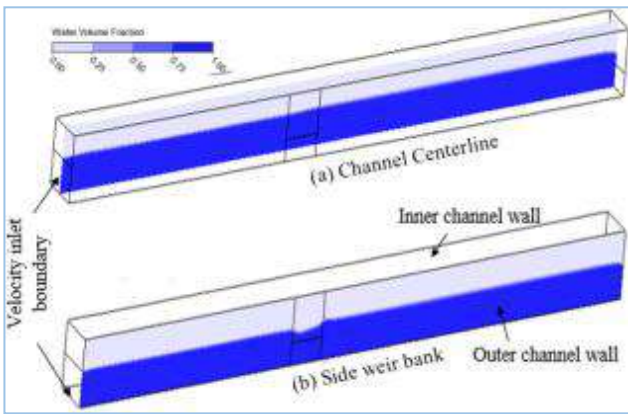 Water Volume Fraction
0.00 0.25 0.50 0.75 1.00
(a) Channel Centerline
Inner channel wall
Velocity inlet
boundary
Outer channel wall
(b) Side weir bank